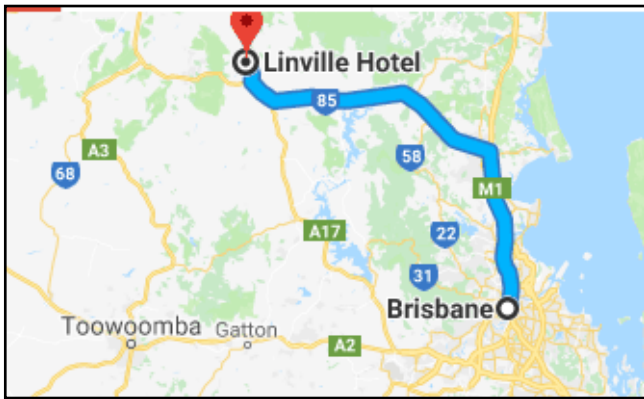 Linville Hotel
85
A3
58
68
M1
A17
22
31
Brisbane
Toowoomba
Gatton
A2